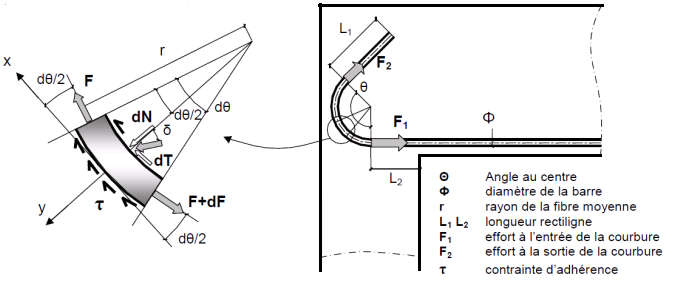 r
x
dθ/2
F
dθ
dθ/2
dN
δ
dT
y
τ
F+dF
dθ/2
L₁
F₂
θ
F₁
Φ
L₂
Θ Angle au centre
Φ diamètre de la barre
r rayon de la fibre moyenne
L₁ L₂ longueur rectiligne
F₁ effort à l'entrée de la courbure
F₂ effort à la sortie de la courbure
τ contrainte d'adhérence